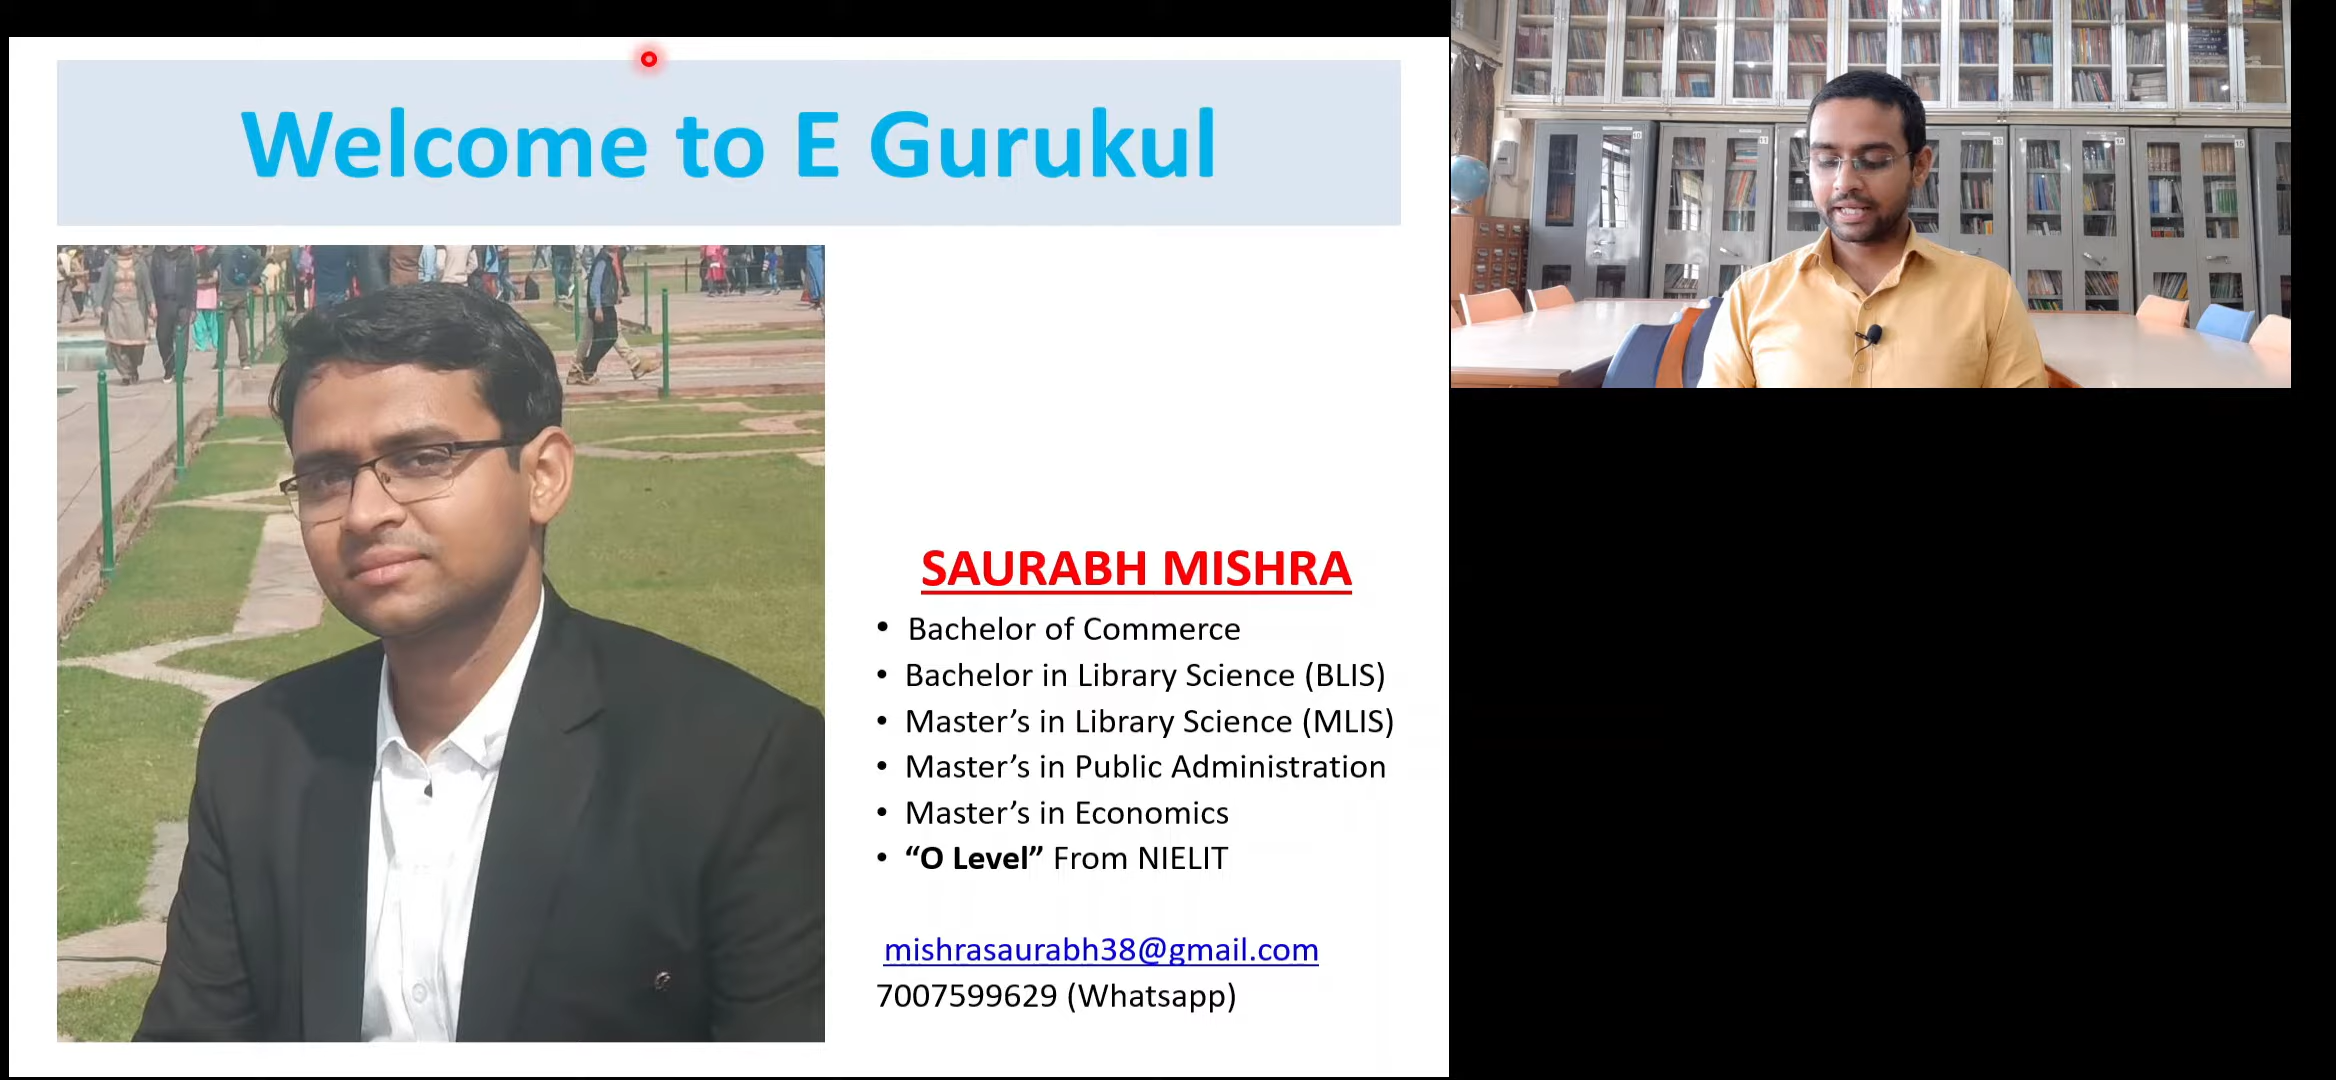 Welcome to E Gurukul
SAURABH MISHRA
• Bachelor of Commerce
• Bachelor in Library Science (BLIS)
• Master’s in Library Science (MLIS)
• Master’s in Public Administration
• Master’s in Economics
• “O Level” From NIELIT
mishrasaurabh38@gmail.com
7007599629 (Whatsapp)